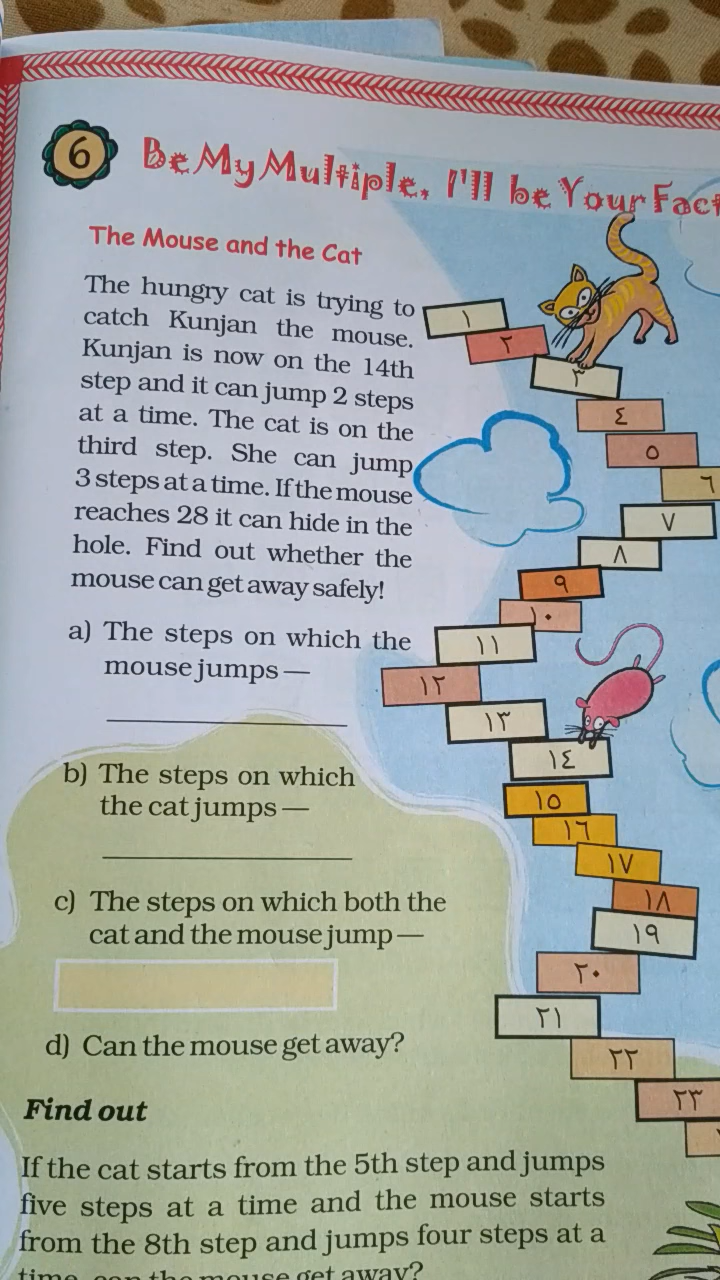 6
Be My Multiple, I'll be Your Fact
The Mouse and the Cat
The hungry cat is trying to
catch Kunjan the mouse.
Kunjan is now on the 14th
step and it can jump 2 steps
at a time. The cat is on the
third step. She can jump
3 steps at a time. If the mouse
reaches 28 it can hide in the
hole. Find out whether the
mouse can get away safely!
a) The steps on which the
mouse jumps —
b) The steps on which
the cat jumps —
c) The steps on which both the
cat and the mouse jump —
d) Can the mouse get away?
Find out
If the cat starts from the 5th step and jumps
five steps at a time and the mouse starts
from the 8th step and jumps four steps at a
time, can the mouse get away?
١
٢
٣
٤
٥
٦
٧
٨
٩
١٠
١١
١٢
١٣
١٤
١٥
١٦
١٧
١٨
١٩
٢٠
٢١
٢٢
٢٣